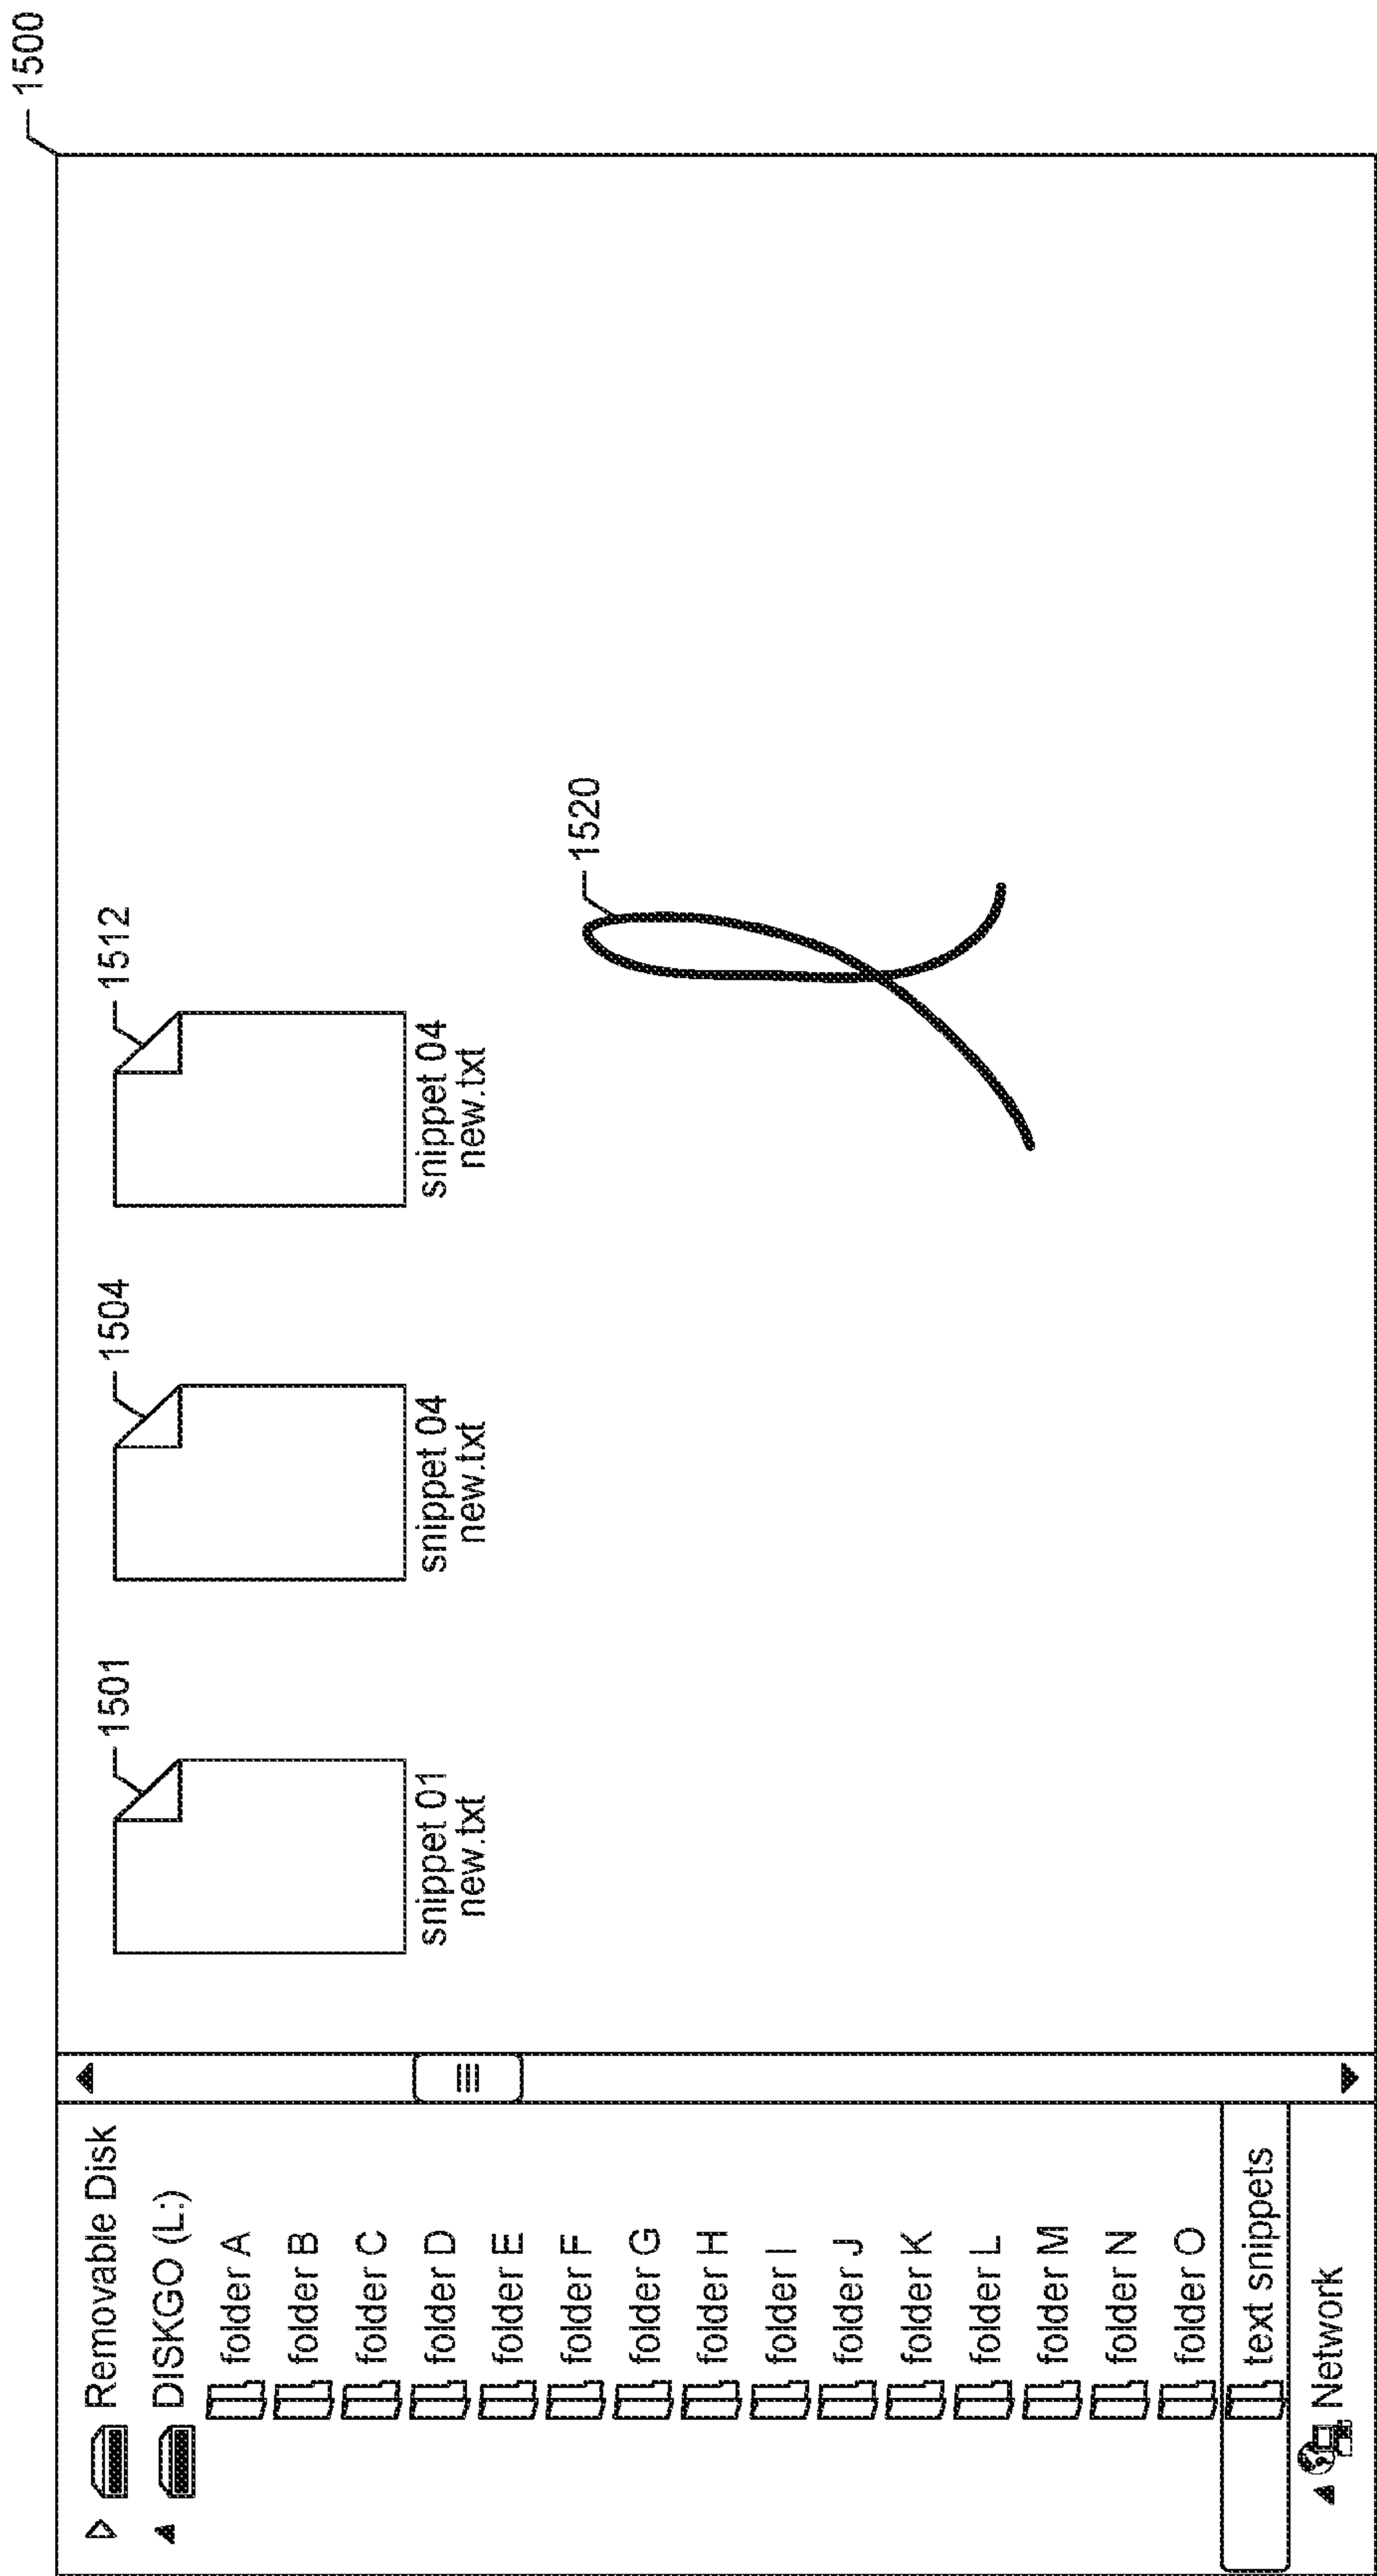 1500
Removable Disk
DISKGO (L:)
folder A
folder B
folder C
folder D
folder E
folder F
folder G
folder H
folder I
folder J
folder K
folder L
folder M
folder N
folder O
text snippets
Network
1501
snippet 01
new.txt
1504
snippet 04
new.txt
1512
snippet 04
new.txt
1520